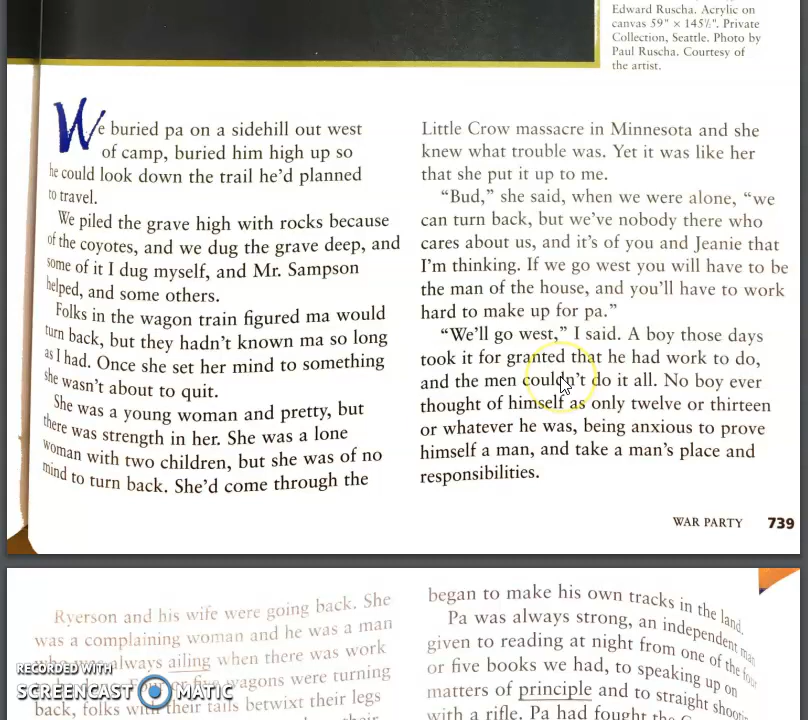 Edward Ruscha. Acrylic on
canvas 59" × 145½". Private
Collection, Seattle. Photo by
Paul Ruscha. Courtesy of
the artist.
We buried pa on a sidehill out west
of camp, buried him high up so
he could look down the trail he'd planned
to travel.
We piled the grave high with rocks because
of the coyotes, and we dug the grave deep, and
some of it I dug myself, and Mr. Sampson
helped, and some others.
Folks in the wagon train figured ma would
turn back, but they hadn't known ma so long
as I had. Once she set her mind to something
she wasn't about to quit.
She was a young woman and pretty, but
there was strength in her. She was a lone
woman with two children, but she was of no
mind to turn back. She'd come through the
Little Crow massacre in Minnesota and she
knew what trouble was. Yet it was like her
that she put it up to me.
"Bud," she said, when we were alone, "we
can turn back, but we've nobody there who
cares about us, and it's of you and Jeanie that
I'm thinking. If we go west you will have to be
the man of the house, and you'll have to work
hard to make up for pa."
"We'll go west," I said. A boy those days
took it for granted that he had work to do,
and the men couldn't do it all. No boy ever
thought of himself as only twelve or thirteen
or whatever he was, being anxious to prove
himself a man, and take a man's place and
responsibilities.
WAR PARTY 739
Ryerson and his wife were going back. She
was a complaining woman and he was a man
who was always ailing when there was work
wagons were turning
back, folks with their tails betwixt their legs
began to make his own tracks in the land.
Pa was always strong, an independent man
given to reading at night from one of the four
or five books we had, to speaking up on
matters of principle and to straight shooting
with a rifle. Pa had fought the
RECORDED WITH
SCREENCAST MATIC